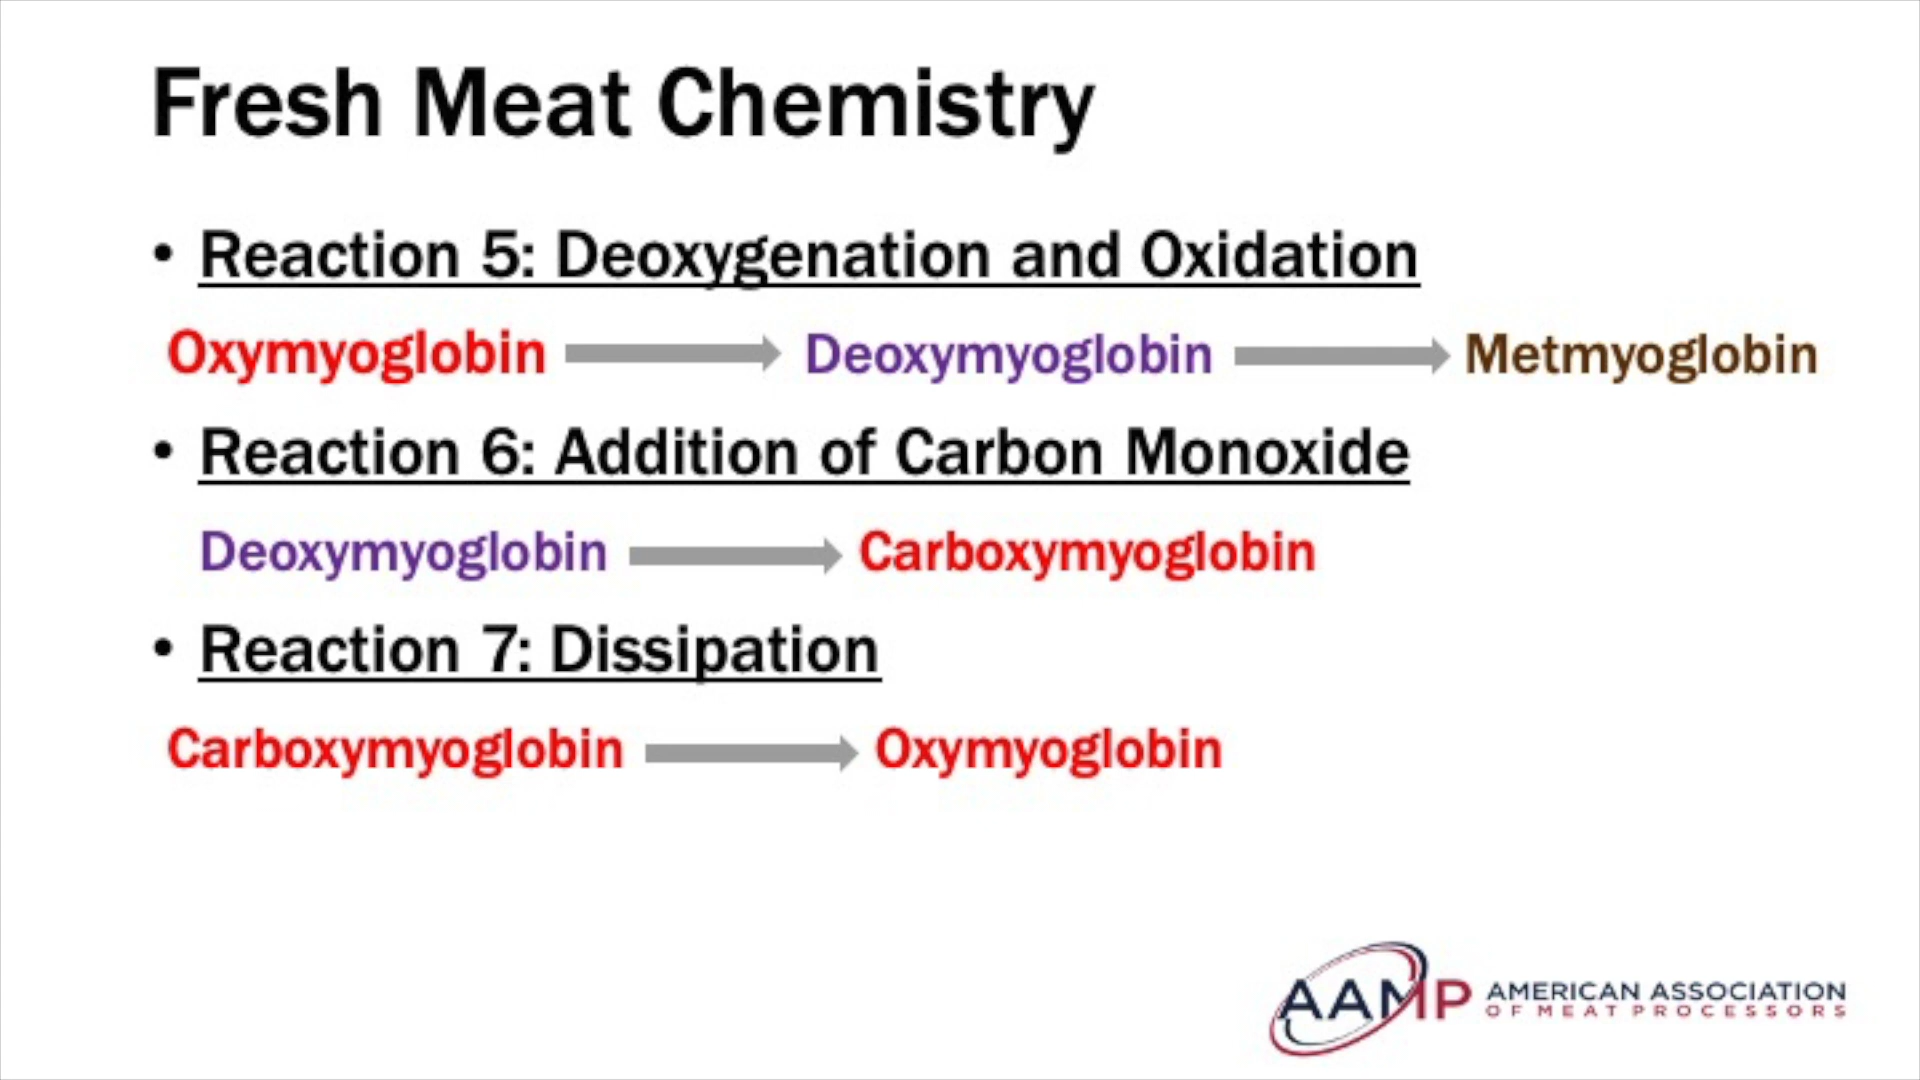 Fresh Meat Chemistry
• Reaction 5: Deoxygenation and Oxidation
Oxymyoglobin Deoxymyoglobin Metmyoglobin
• Reaction 6: Addition of Carbon Monoxide
Deoxymyoglobin Carboxymyoglobin
• Reaction 7: Dissipation
Carboxymyoglobin Oxymyoglobin
AAMP AMERICAN ASSOCIATION
OF MEAT PROCESSORS